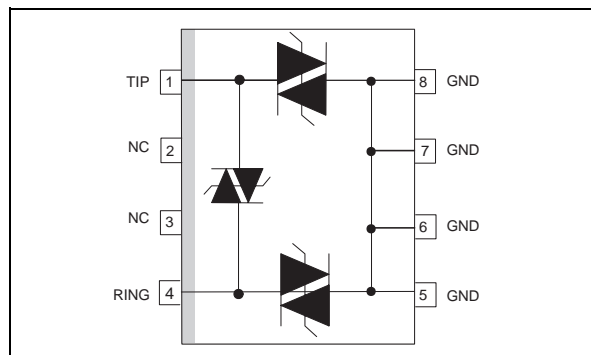 TIP 1 8 GND
NC 2 7 GND
NC 3 6 GND
RING 4 5 GND